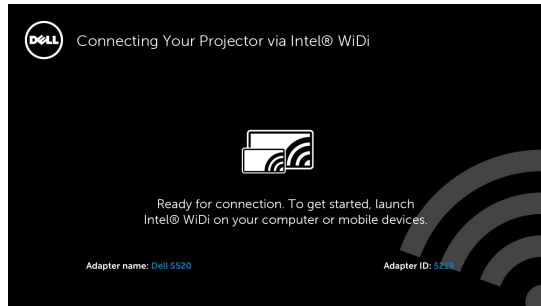 DELL
Connecting Your Projector via Intel® WiDi
Ready for connection. To get started, launch
Intel® WiDi on your computer or mobile devices.
Adapter name: Dell S520
Adapter ID: 5219